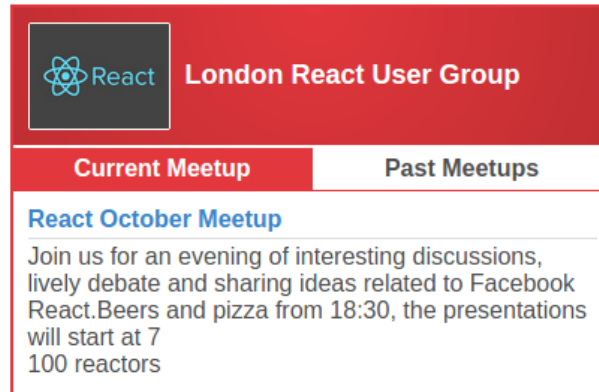 React
London React User Group
Current Meetup
Past Meetups
React October Meetup
Join us for an evening of interesting discussions,
lively debate and sharing ideas related to Facebook
React.Beers and pizza from 18:30, the presentations
will start at 7
100 reactors